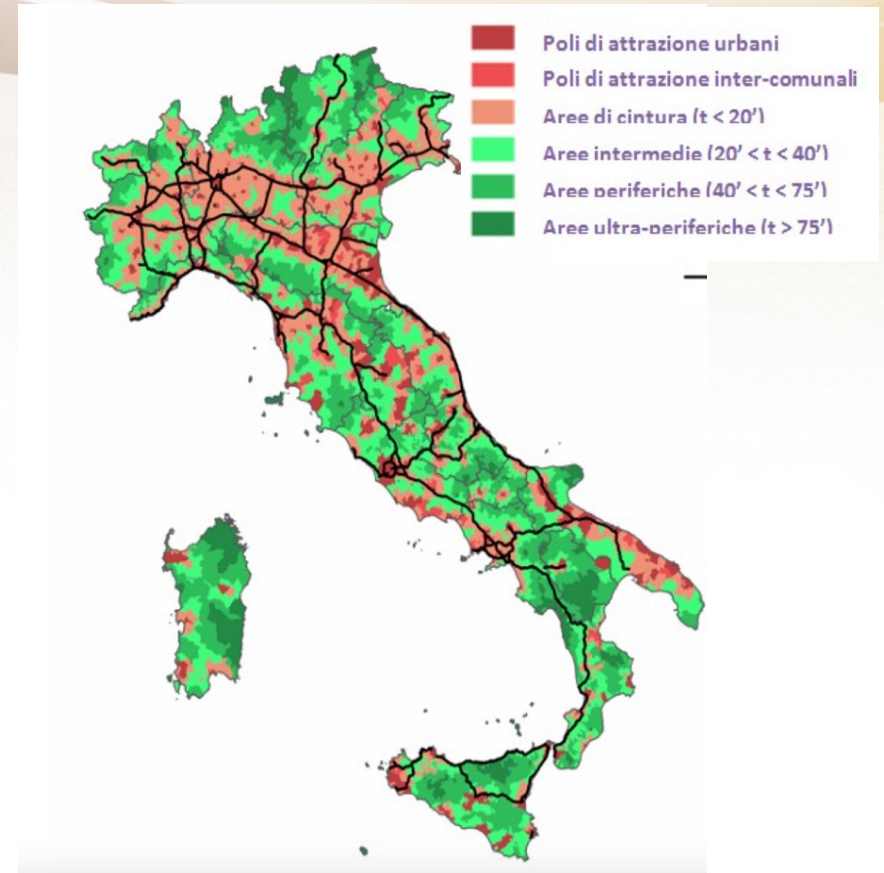 Poli di attrazione urbani
Poli di attrazione inter-comunali
Aree di cintura (t < 20')
Aree intermedie (20' < t < 40')
Aree periferiche (40' < t < 75')
Aree ultra-periferiche (t > 75')